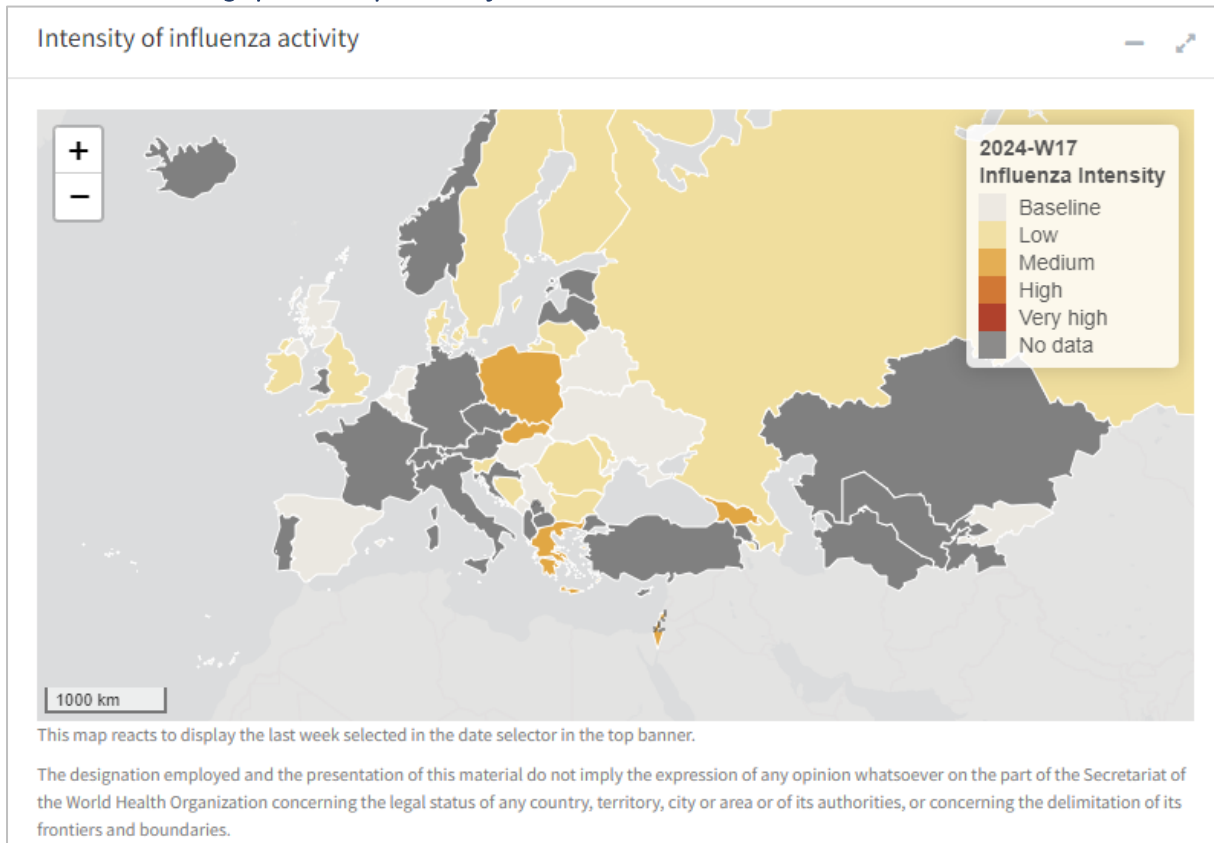 Intensity of influenza activity
+
−
2024-W17
Influenza Intensity
Baseline
Low
Medium
High
Very high
No data
1000 km
This map reacts to display the last week selected in the date selector in the top banner.
The designation employed and the presentation of this material do not imply the expression of any opinion whatsoever on the part of the Secretariat of
the World Health Organization concerning the legal status of any country, territory, city or area or of its authorities, or concerning the delimitation of its
frontiers and boundaries.